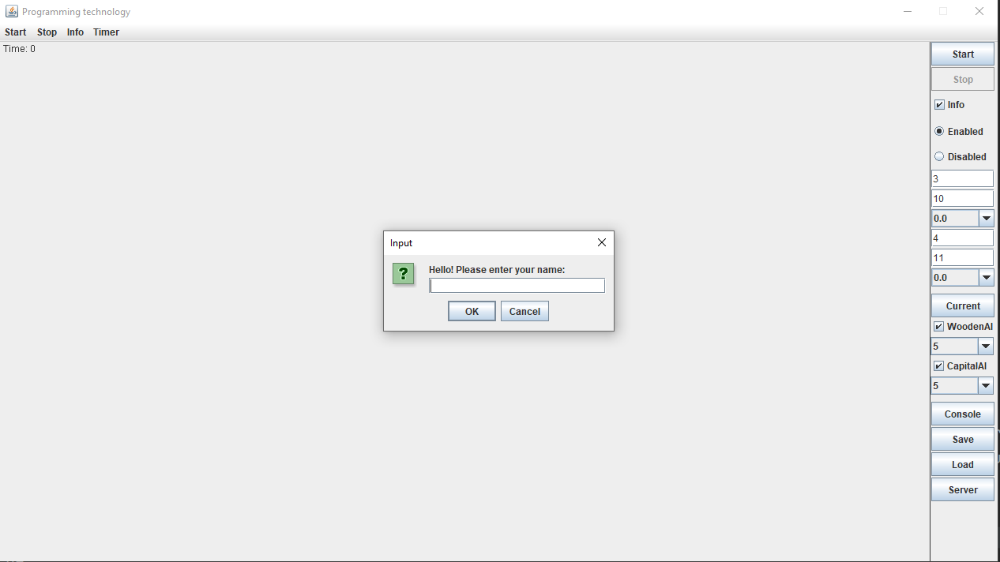 Programming technology
Start Stop Info Timer
Time: 0
Start
Stop
Info
Enabled
Disabled
3
10
0.0
4
11
0.0
Current
WoodenAI
5
CapitalAI
5
Console
Save
Load
Server
Input
?
Hello! Please enter your name:
OK Cancel